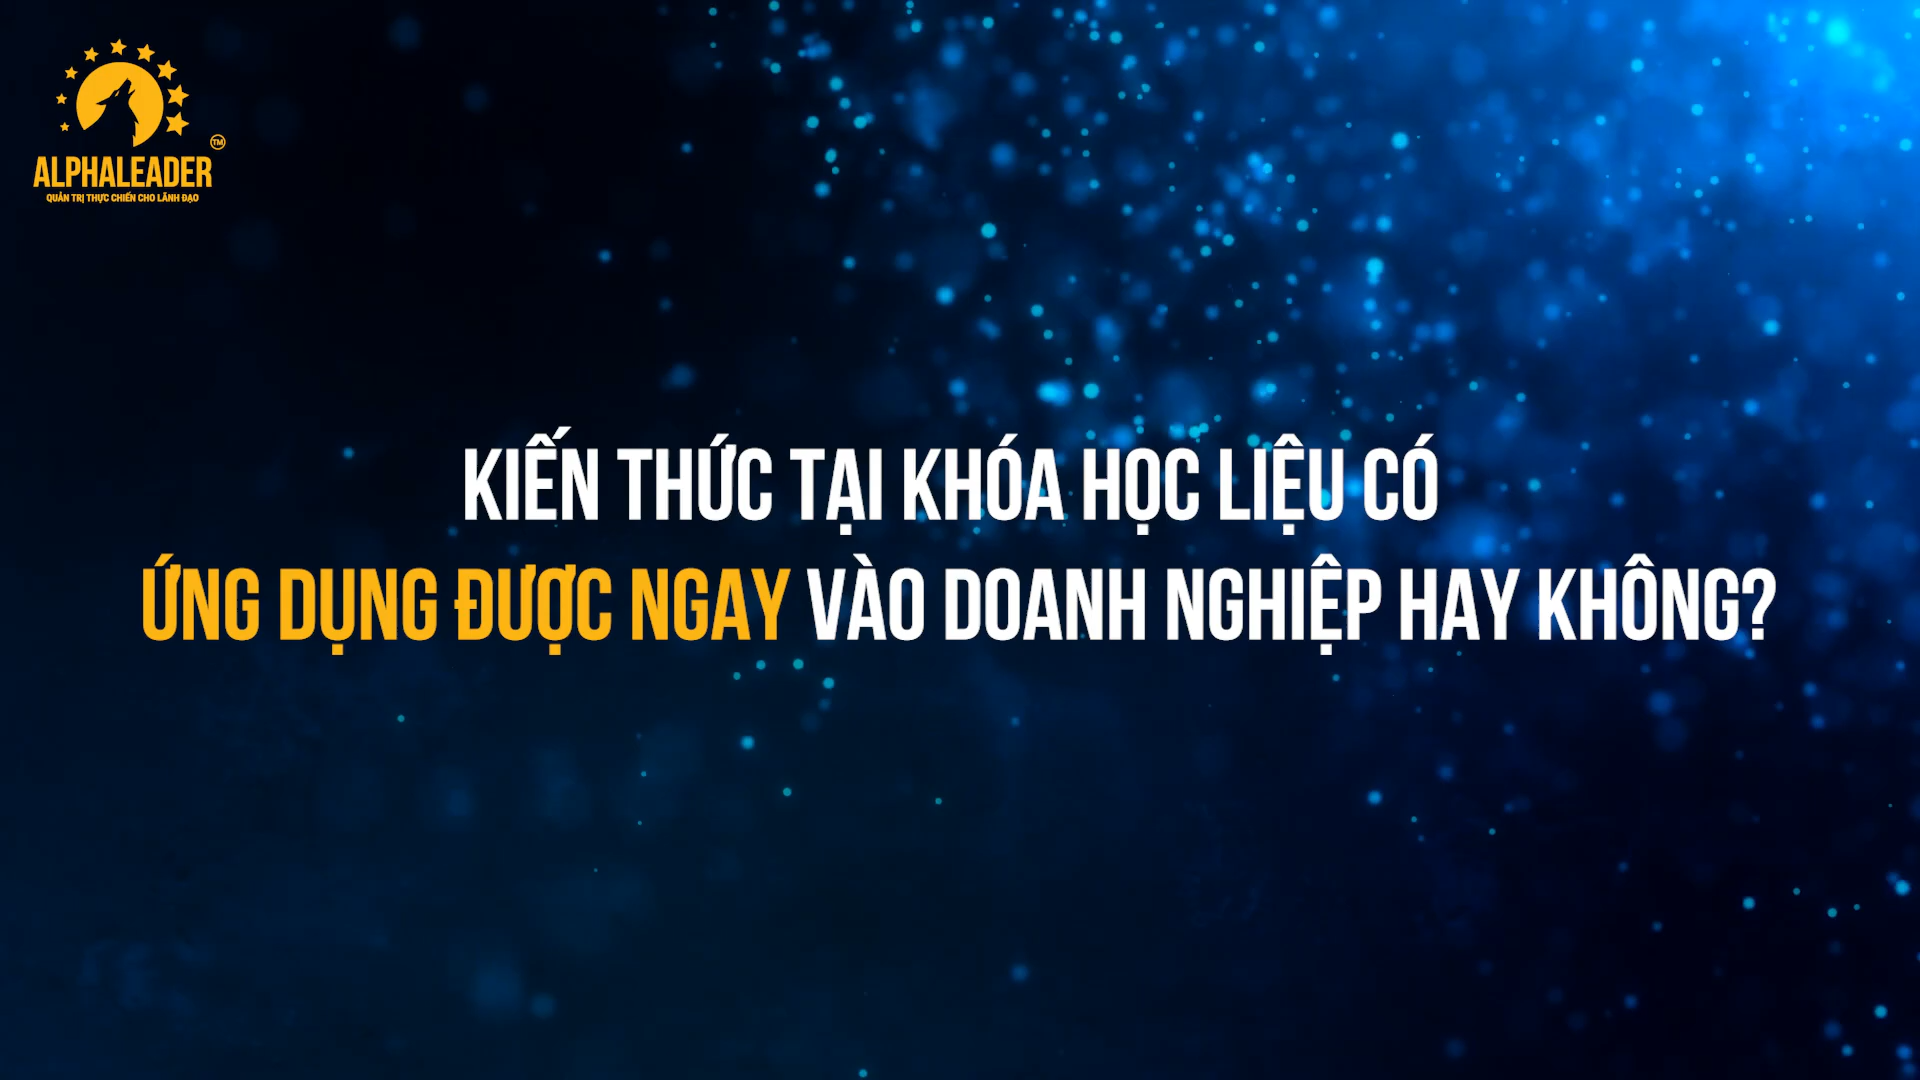 ALPHALEADER
TM
QUẢN TRỊ THỰC CHIẾN CHO LÃNH ĐẠO
KIẾN THỨC TẠI KHÓA HỌC LIỆU CÓ
ỨNG DỤNG ĐƯỢC NGAY VÀO DOANH NGHIỆP HAY KHÔNG?